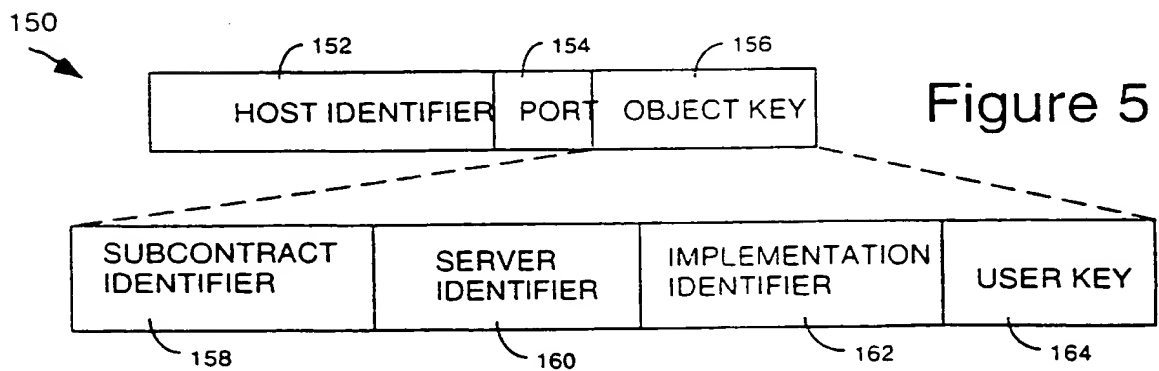 150
152
154
156
HOST IDENTIFIER
PORT
OBJECT KEY
Figure 5
SUBCONTRACT
IDENTIFIER
SERVER
IDENTIFIER
IMPLEMENTATION
IDENTIFIER
USER KEY
158
160
162
164